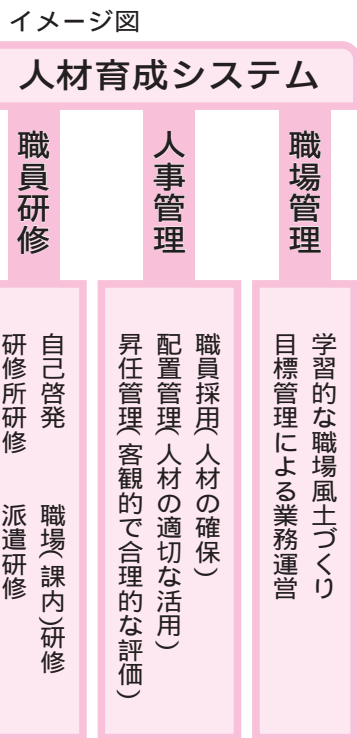 イメージ図
人材育成システム
職場管理
学習的な職場風土づくり
目標管理による業務運営
人事管理
職員採用(人材の確保)
配置管理(人材の適切な活用)
昇任管理(客観的で合理的な評価)
職員研修
自己啓発 職場(課内)研修
研修所研修 派遣研修